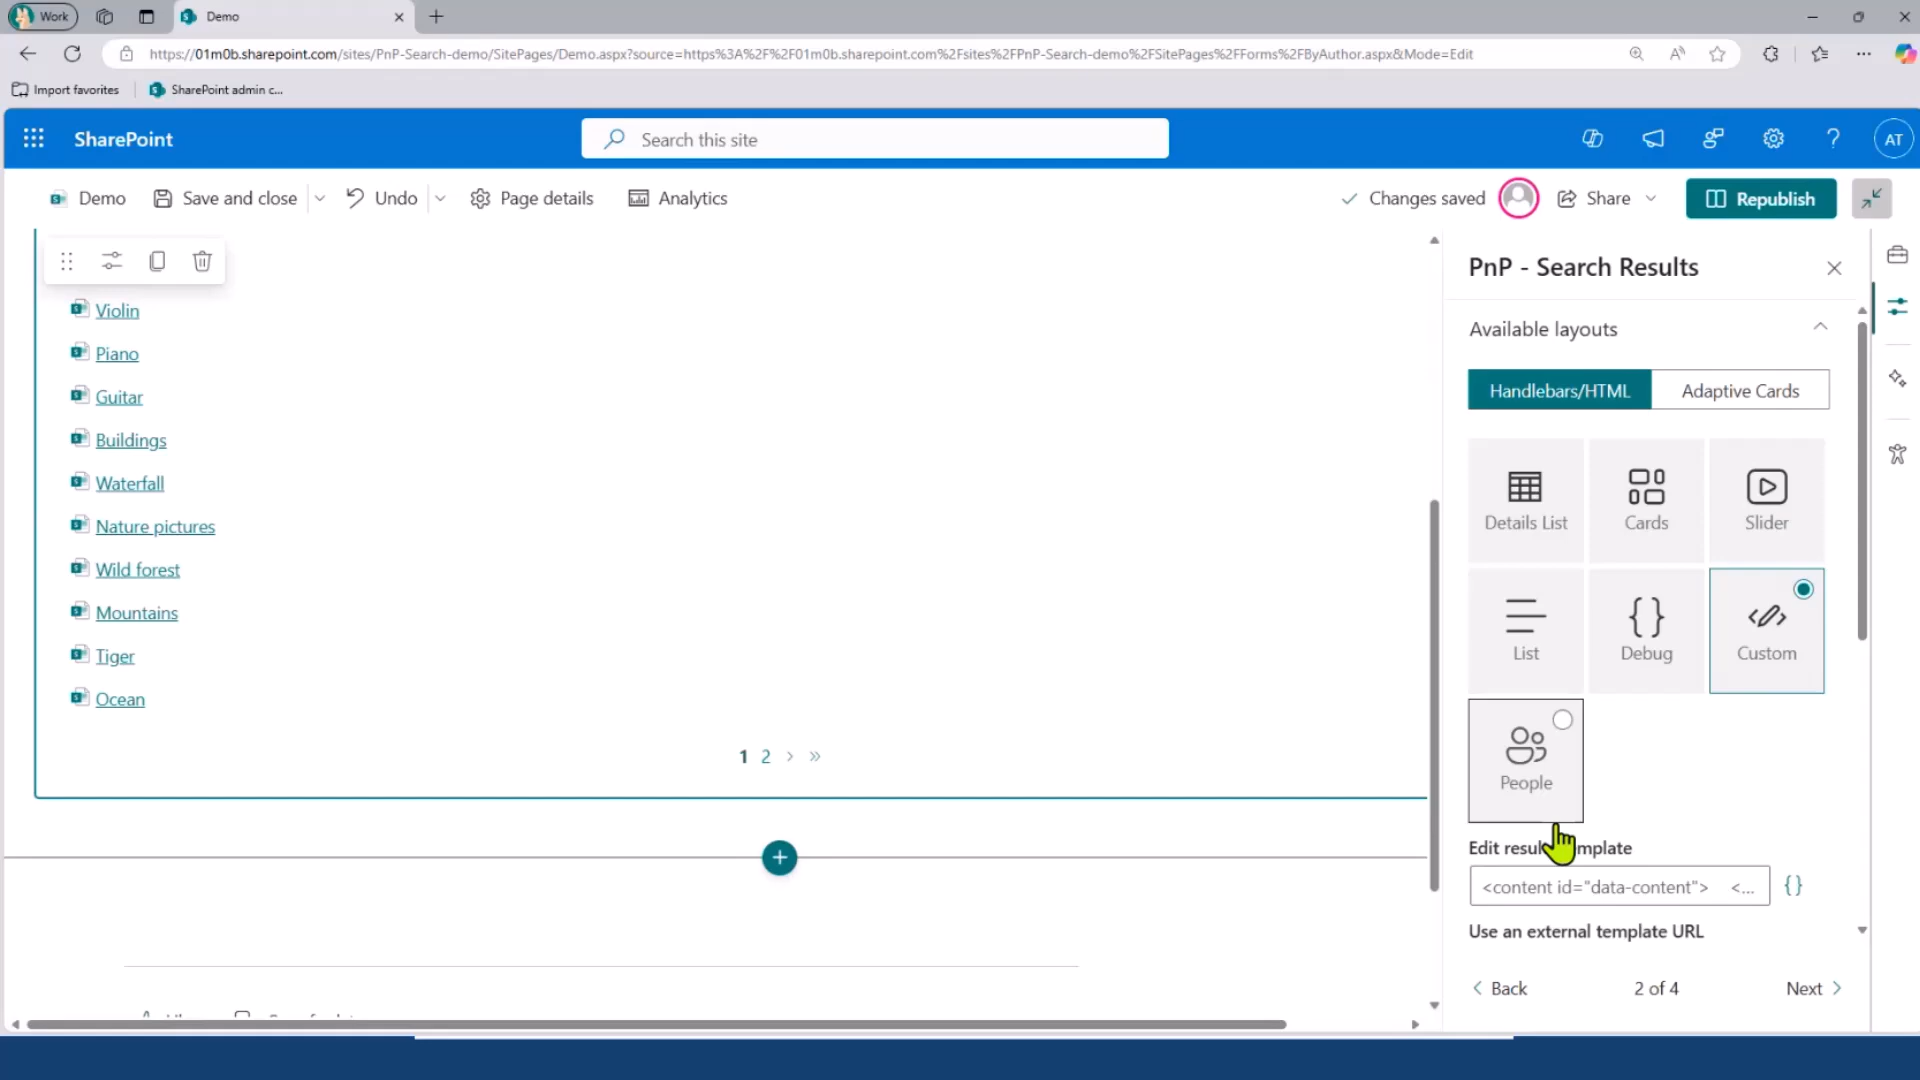 Work
Demo
https://01m0b.sharepoint.com/sites/PnP-Search-demo/SitePages/Demo.aspx?source=https%3A%2F%2F01m0b.sharepoint.com%2Fsites%2FPnP-Search-demo%2FSitePages%2FForms%2FByAuthor.aspx&Mode=Edit
Import favorites
SharePoint admin c...
SharePoint
Search this site
AT
Demo
Save and close
Undo
Page details
Analytics
Changes saved
Share
Republish
Violin
Piano
Guitar
Buildings
Waterfall
Nature pictures
Wild forest
Mountains
Tiger
Ocean
1 2 > »
PnP - Search Results
Available layouts
Handlebars/HTML
Adaptive Cards
Details List
Cards
Slider
List
Debug
Custom
People
Edit results template
<content id="data-content"> <...
Use an external template URL
Back
2 of 4
Next